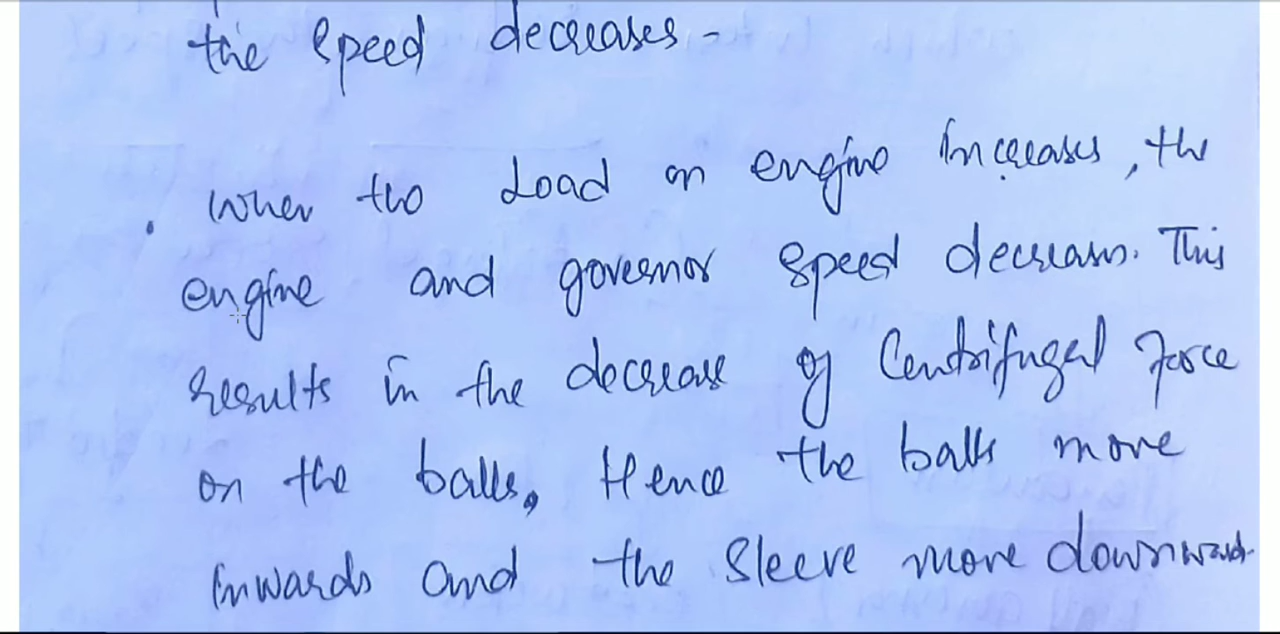 the speed decreases -
. When the Load on engine increases, the
engine and governor speed decreases. This
results in the decrease of Centrifugal force
on the balls, Hence the balls move
inwards and the sleeve move downwards